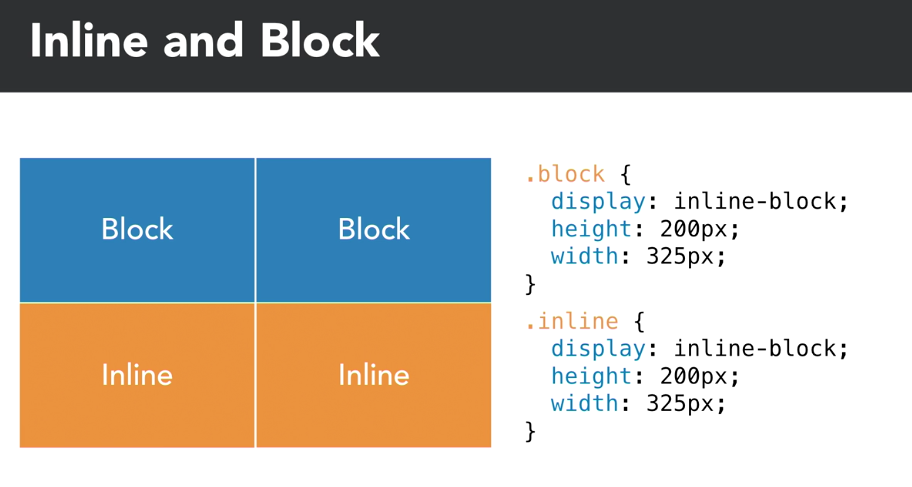 Inline and Block
Block Block
Inline Inline
.block {
  display: inline-block;
  height: 200px;
  width: 325px;
}
.inline {
  display: inline-block;
  height: 200px;
  width: 325px;
}